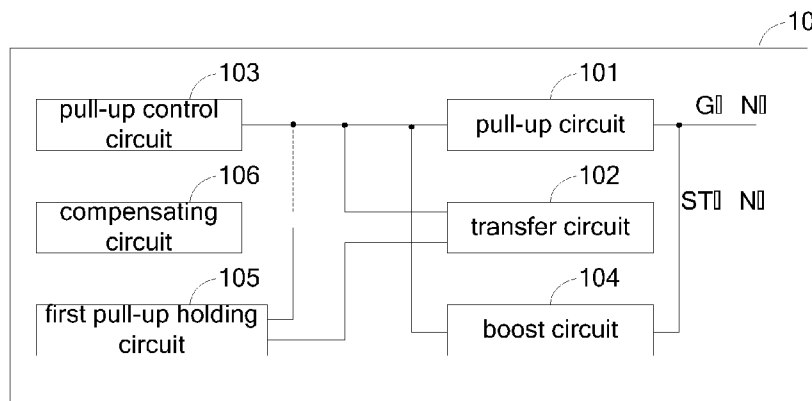 10
103
101
pull-up control
circuit
pull-up circuit
G▯ N▯
106
102
compensating
circuit
transfer circuit
ST▯ N▯
105
104
first pull-up holding
circuit
boost circuit